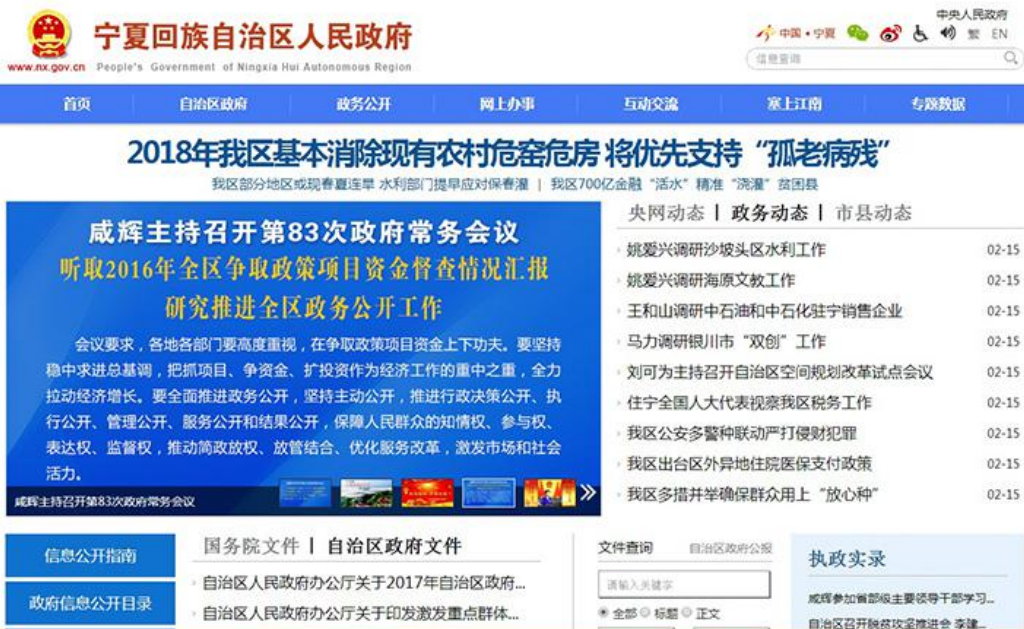 中央人民政府
宁夏回族自治区人民政府
中国·宁夏
繁 EN
www.nx.gov.cn People's Government of Ningxia Hui Autonomous Region
信息查询
首页 自治区政府 政务公开 网上办事 互动交流 塞上江南 专题数据
2018年我区基本消除现有农村危窑危房 将优先支持“孤老病残”
我区部分地区或现春夏连旱 水利部门提早应对保春灌 | 我区700亿金融“活水”精准“浇灌”贫困县
咸辉主持召开第83次政府常务会议
听取2016年全区争取政策项目资金督查情况汇报
研究推进全区政务公开工作
会议要求，各地各部门要高度重视，在争取政策项目资金上下功夫。要坚持
稳中求进总基调，把抓项目、争资金、扩投资作为经济工作的重中之重，全力
拉动经济增长。要全面推进政务公开，坚持主动公开，推进行政决策公开、执
行公开、管理公开、服务公开和结果公开，保障人民群众的知情权、参与权、
表达权、监督权，推动简政放权、放管结合、优化服务改革，激发市场和社会
活力。
咸辉主持召开第83次政府常务会议
央网动态 | 政务动态 | 市县动态
姚爱兴调研沙坡头区水利工作 02-15
姚爱兴调研海原文教工作 02-15
王和山调研中石油和中石化驻宁销售企业 02-15
马力调研银川市“双创”工作 02-15
刘可为主持召开自治区空间规划改革试点会议 02-15
住宁全国人大代表视察我区税务工作 02-15
我区公安多警种联动严打侵财犯罪 02-15
我区出台区外异地住院医保支付政策 02-15
我区多措并举确保群众用上“放心种” 02-15
信息公开指南
政府信息公开目录
国务院文件 | 自治区政府文件
自治区人民政府办公厅关于2017年自治区政府...
自治区人民政府办公厅关于印发激发重点群体...
文件查询 自治区政府公报
请输入关键字
全部 标题 正文
执政实录
咸辉参加省部级主要领导干部学习...
自治区召开脱贫攻坚推进会 李建...